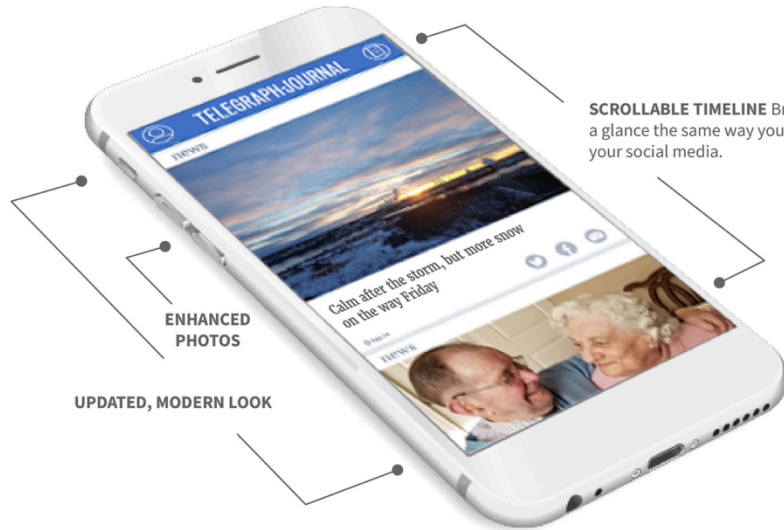 TELEGRAPH-JOURNAL
news
Calm after the storm, but more snow
on the way Friday
news
SCROLLABLE TIMELINE
a glance the same way you
your social media.
ENHANCED
PHOTOS
UPDATED, MODERN LOOK